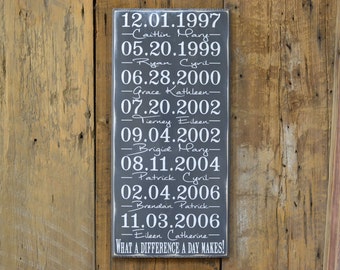 12.01.1997
Caitlin Mary
05.20.1999
Ryan Cyril
06.28.2000
Grace Kathleen
07.20.2002
Tierney Eileen
09.04.2002
Brigid Mary
08.11.2004
Patrick Cyril
02.04.2006
Brendan Patrick
11.03.2006
Eileen Catherine
WHAT A DIFFERENCE A DAY MAKES!